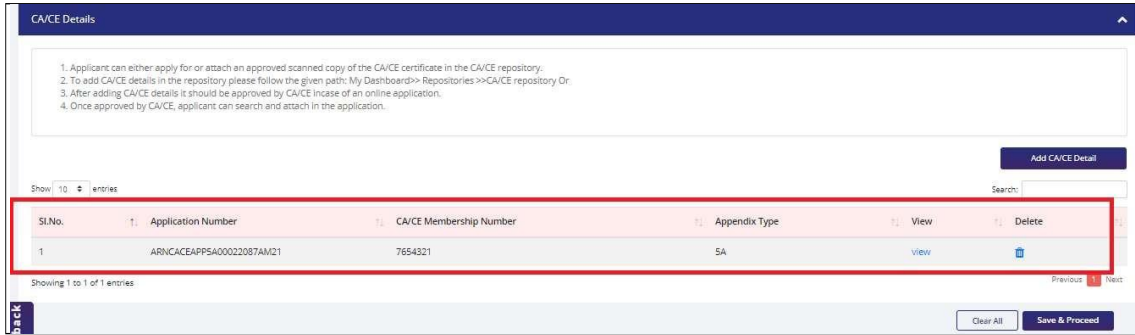 CA/CE Details
1. Applicant can either apply for or attach an approved scanned copy of the CA/CE certificate in the CA/CE repository.
2. To add CA/CE details in the repository please follow the given path: My Dashboard>> Repositories >>CA/CE repository Or
3. After adding CA/CE details it should be approved by CA/CE incase of an online application.
4. Once approved by CA/CE, applicant can search and attach in the application.
Add CA/CE Detail
Show 10 entries Search:
Sl.No. Application Number CA/CE Membership Number Appendix Type View Delete
1 ARNCACEAPP5A00022087AM21 7654321 5A view
Showing 1 to 1 of 1 entries Previous 1 Next
back
Clear All Save & Proceed